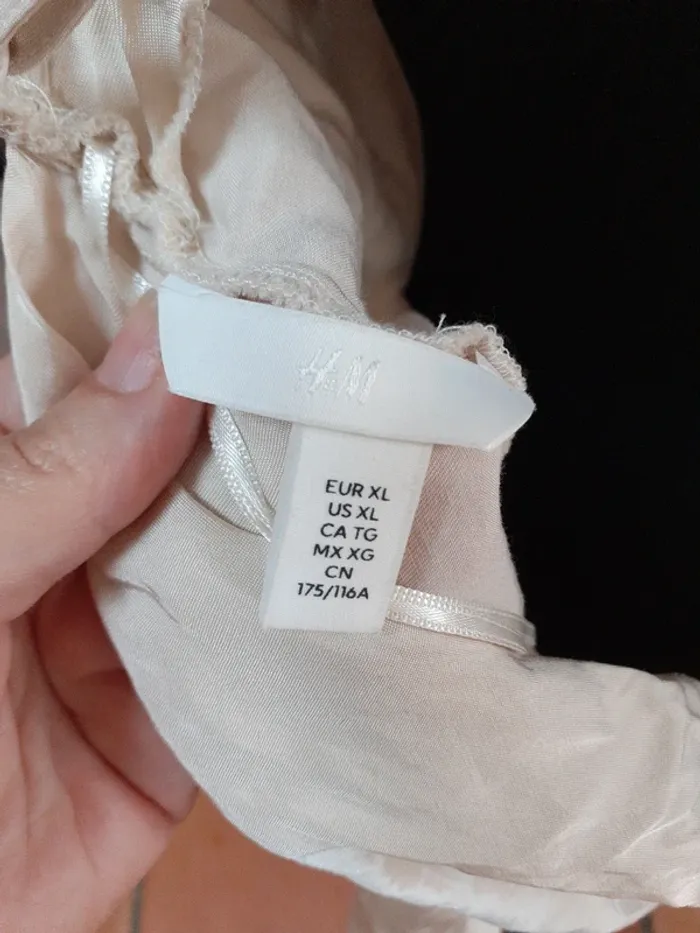 H&M
EUR XL
US XL
CA TG
MX XG
CN
175/116A